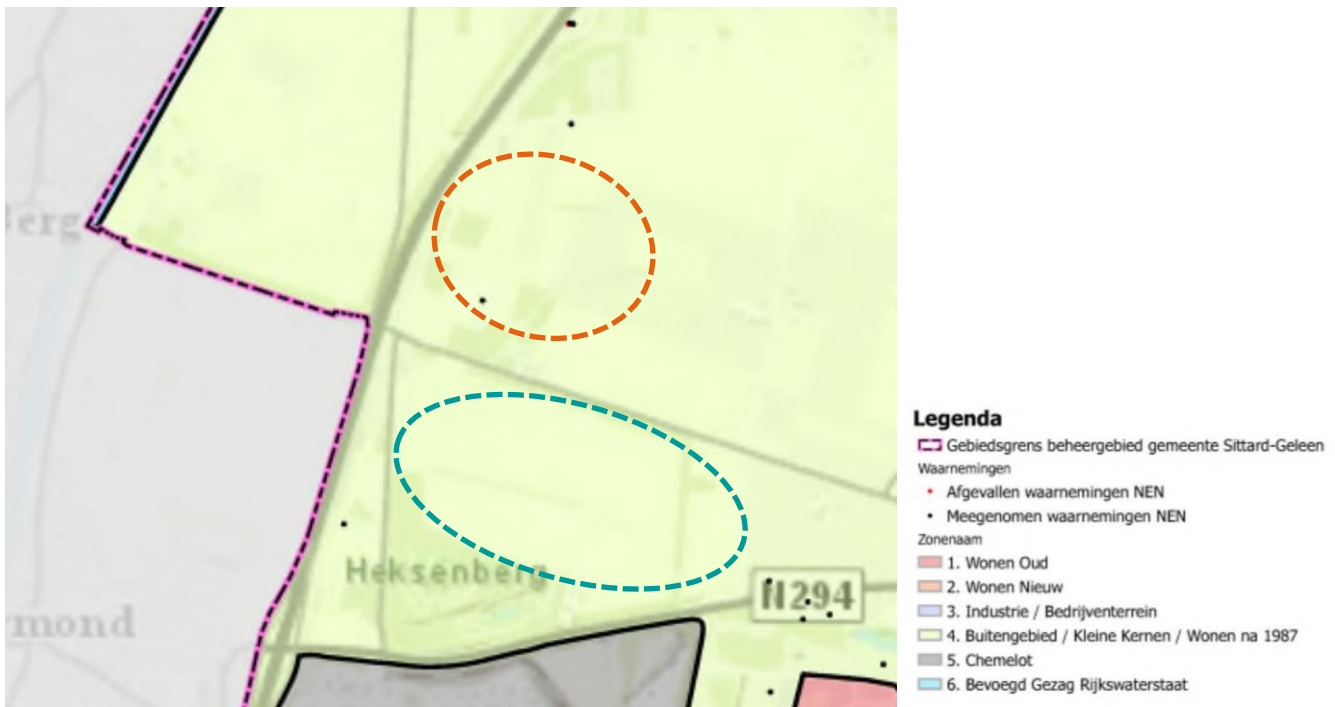 Berg
Heksenberg
N294
rmond
Legenda
Gebiedsgrens beheergebied gemeente Sittard-Geleen
Waarnemingen
Afgevallen waarnemingen NEN
Meegenomen waarnemingen NEN
Zonenaam
1. Wonen Oud
2. Wonen Nieuw
3. Industrie / Bedrijventerrein
4. Buitengebied / Kleine Kernen / Wonen na 1987
5. Chemelot
6. Bevoegd Gezag Rijkswaterstaat